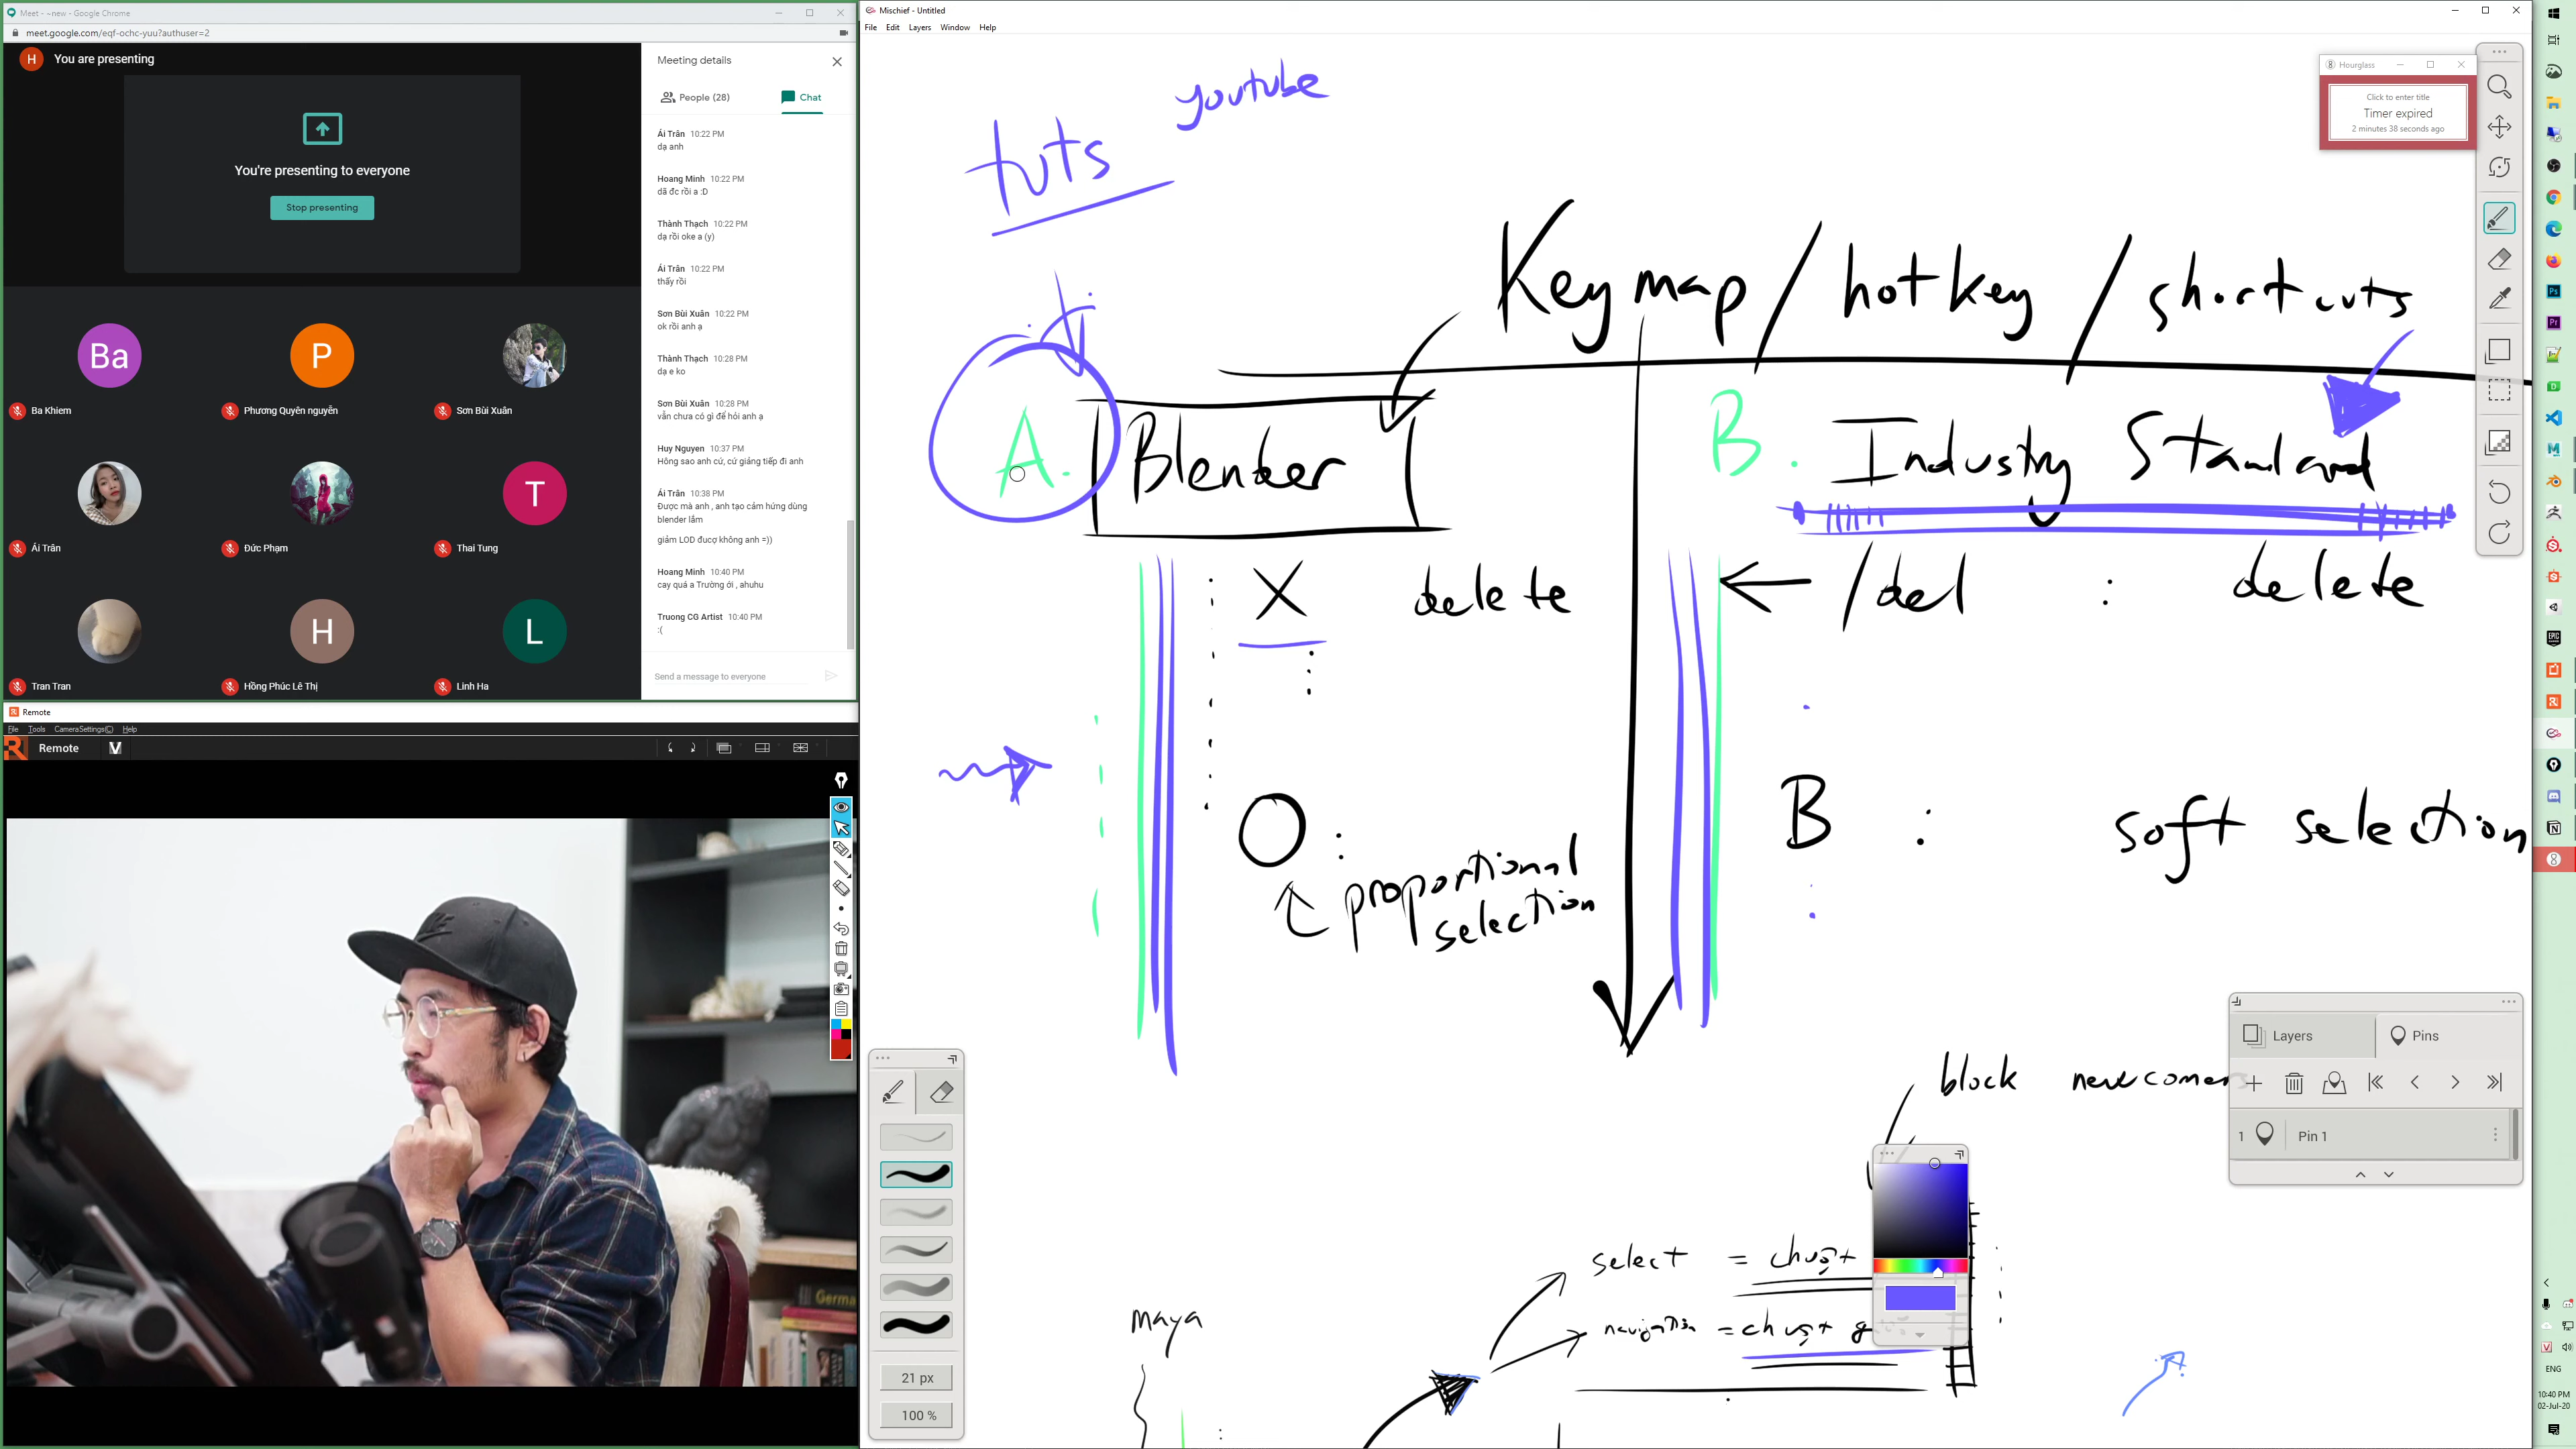 Meet - ~new - Google Chrome
meet.google.com/eqf-ochc-yuu?authuser=2
H
You are presenting
You're presenting to everyone
Stop presenting
Ba
P
Ba Khiem
Phương Quyên nguyễn
Sơn Bùi Xuân
T
Ái Trân
Đức Phạm
Thai Tung
H
L
Tran Tran
Hồng Phúc Lê Thị
Linh Ha
Meeting details
People (28)
Chat
Ái Trân 10:22 PM
dạ anh
Hoang Minh 10:22 PM
dã đc rồi a :D
Thành Thạch 10:22 PM
dạ rồi oke a (y)
Ái Trân 10:22 PM
thấy rồi
Sơn Bùi Xuân 10:22 PM
ok rồi anh ạ
Thành Thạch 10:28 PM
dạ e ko
Sơn Bùi Xuân 10:28 PM
vẫn chưa có gì để hỏi anh ạ
Huy Nguyen 10:37 PM
Hông sao anh cứ, cứ giảng tiếp đi anh
Ái Trân 10:38 PM
Được mà anh , anh tạo cảm hứng dùng
blender lắm
giảm LOD đuợ không anh =))
Hoang Minh 10:40 PM
cay quá a Trường ới , ahuhu
Truong CG Artist 10:40 PM
:(
Send a message to everyone
Remote
File Tools CameraSettings(C) Help
Remote
Germa
Mischief - Untitled
File Edit Layers Window Help
tuts
youtube
Keymap / hotkey / shortcuts
A. Blender
B. Industry Standard
X delete
← /del : delete
O :
proportional
selection
B : soft selection
block newcomer
select = chuột
navigation = chuột g
maya
Hourglass
Click to enter title
Timer expired
2 minutes 38 seconds ago
Layers
Pins
1 Pin 1
21 px
100 %
Ps
Pr
D
EPIC
ENG
10:40 PM
02-Jul-20